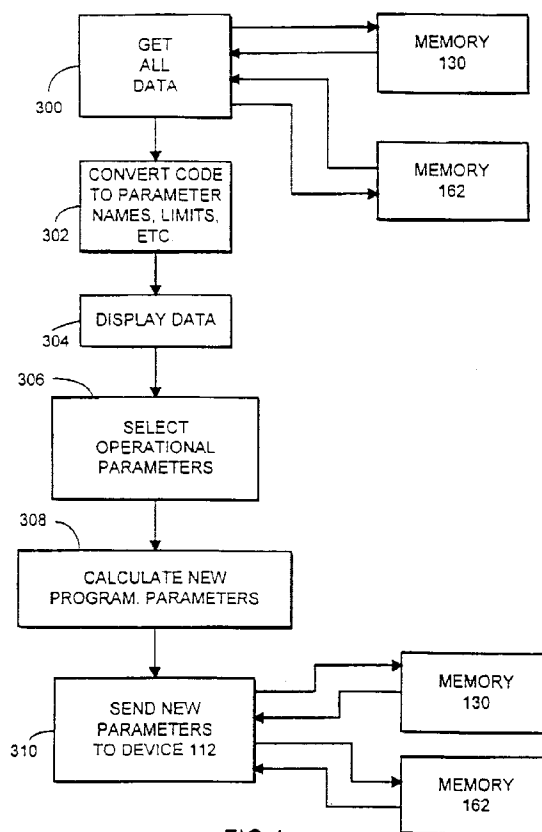 GET
ALL
DATA
300
MEMORY
130
MEMORY
162
CONVERT CODE
TO PARAMETER
NAMES, LIMITS,
ETC.
302
DISPLAY DATA
304
306
SELECT
OPERATIONAL
PARAMETERS
308
CALCULATE NEW
PROGRAM. PARAMETERS
SEND NEW
PARAMETERS
TO DEVICE 112
310
MEMORY
130
MEMORY
162